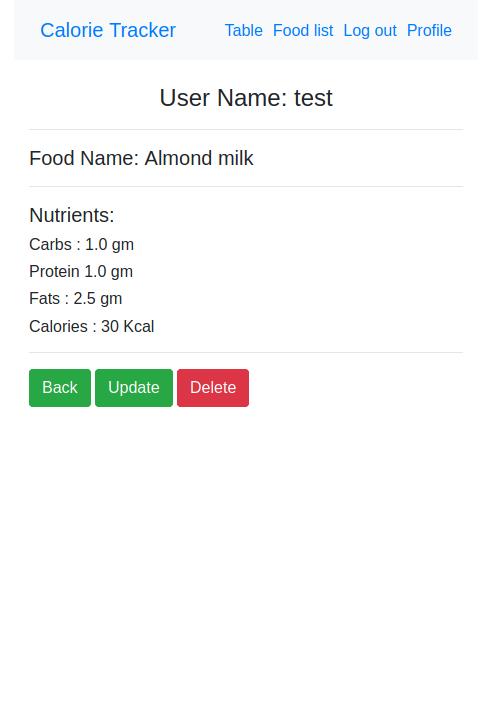 Calorie Tracker Table Food list Log out Profile
User Name: test
Food Name: Almond milk
Nutrients:
Carbs : 1.0 gm
Protein 1.0 gm
Fats : 2.5 gm
Calories : 30 Kcal
Back Update Delete